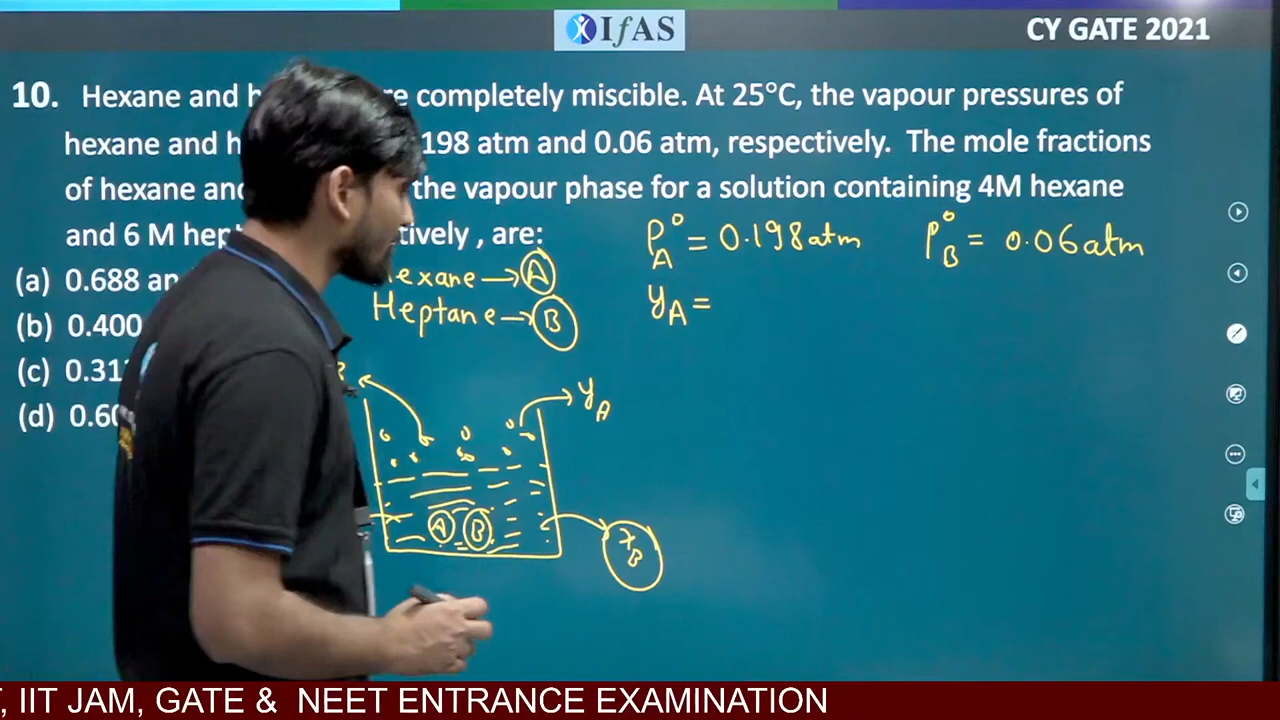 IfAS
CY GATE 2021
10. Hexane and h re completely miscible. At 25°C, the vapour pressures of
hexane and h 198 atm and 0.06 atm, respectively. The mole fractions
of hexane and the vapour phase for a solution containing 4M hexane
and 6 M hep tively , are:
P°A = 0.198 atm P°B = 0.06 atm
(a) 0.688 an
exane → A
yA =
Heptane → B
(b) 0.400
(c) 0.31
(d) 0.60
yA
A B
B
, IIT JAM, GATE & NEET ENTRANCE EXAMINATION